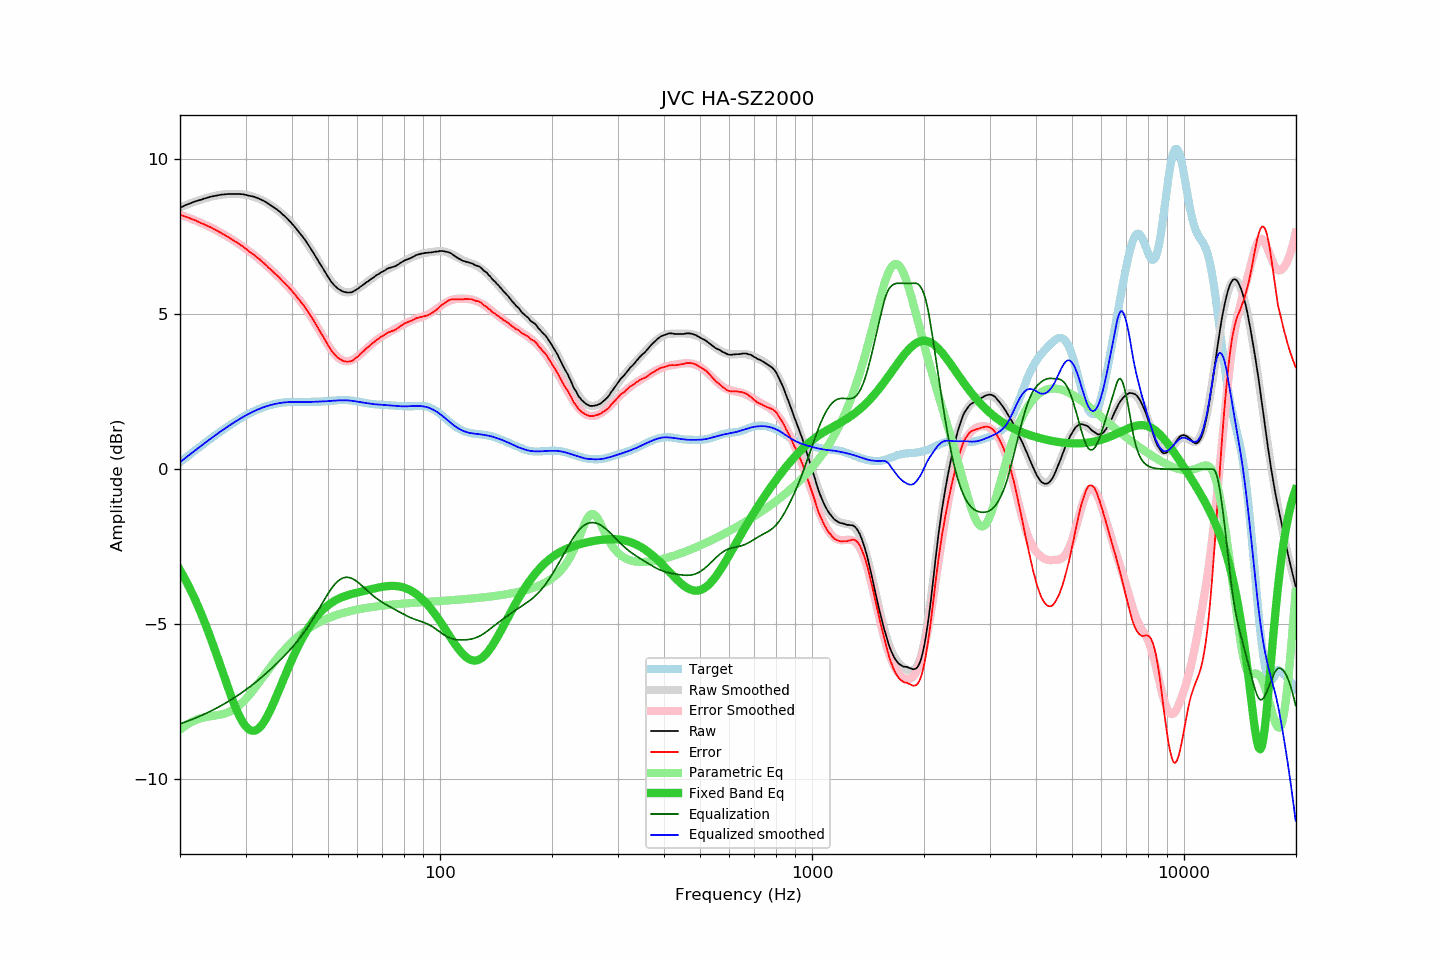 JVC HA-SZ2000
Amplitude (dBr)
10
5
0
−5
−10
100
1000
10000
Frequency (Hz)
Target
Raw Smoothed
Error Smoothed
Raw
Error
Parametric Eq
Fixed Band Eq
Equalization
Equalized smoothed